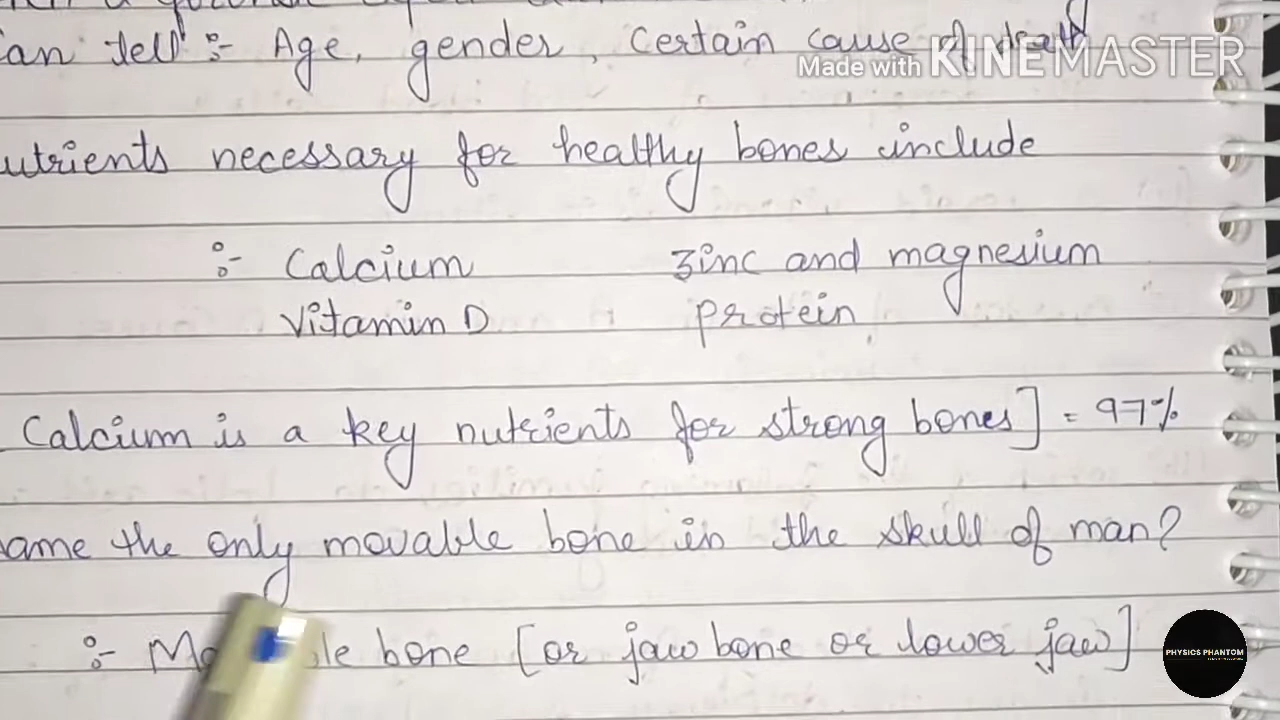 an tell :- Age, gender, Certain cause of death
Made with KINEMASTER
utrients necessary for healthy bones include
:- Calcium zinc and magnesium
Vitamin D protein
Calcium is a key nutrients for strong bones] = 97%
ame the only movable bone in the skull of man?
:- bone [or jaw bone or lower jaw]
PHYSICS PHANTOM